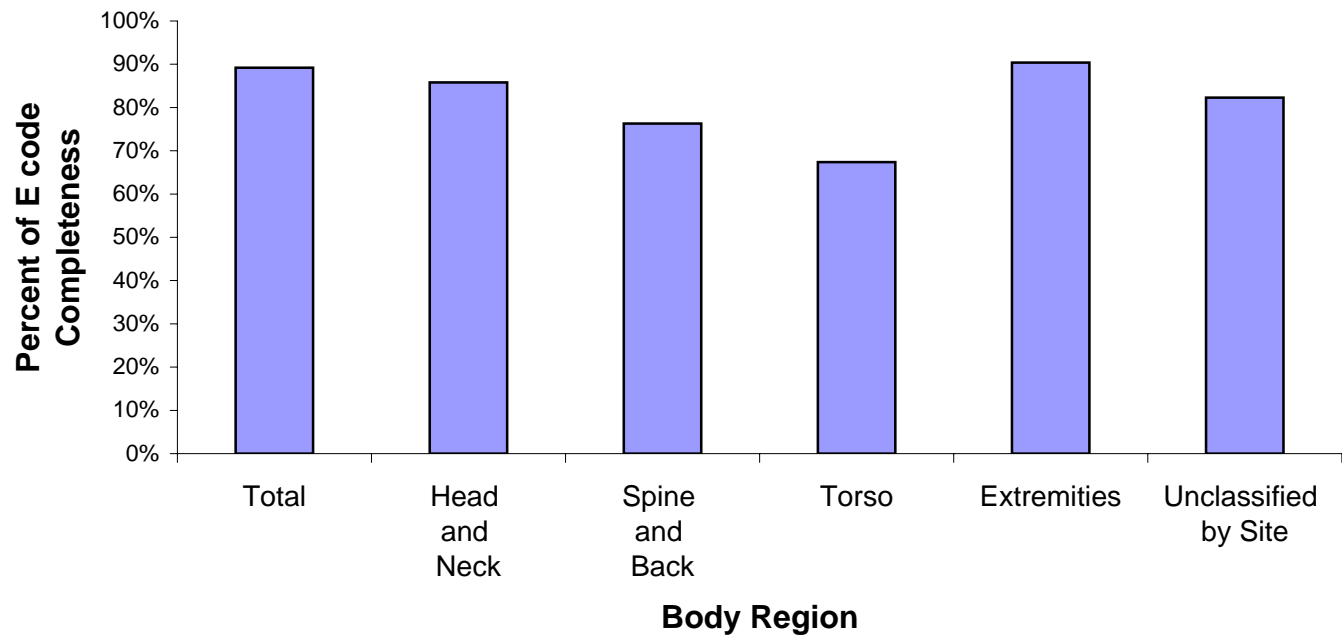 Percent of E code
Completeness
100%
90%
80%
70%
60%
50%
40%
30%
20%
10%
0%
Total
Head
and
Neck
Spine
and
Back
Torso
Extremities
Unclassified
by Site
Body Region